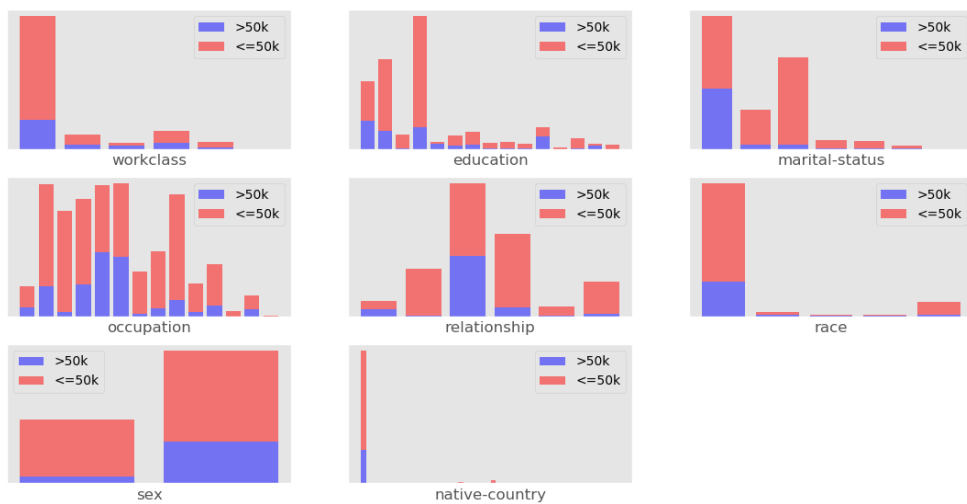 >50k
<=50k
workclass
>50k
<=50k
education
>50k
<=50k
marital-status
>50k
<=50k
occupation
>50k
<=50k
relationship
>50k
<=50k
race
>50k
<=50k
sex
>50k
<=50k
native-country